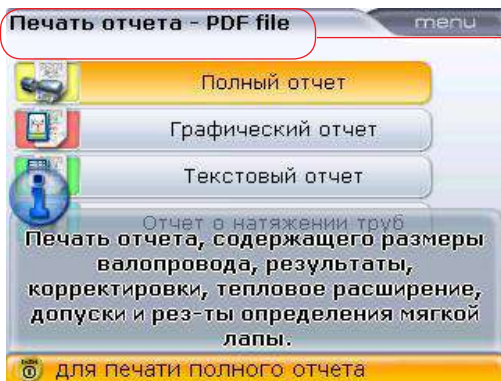 Печать отчета - PDF file
menu
Полный отчет
Графический отчет
Текстовый отчет
Отчет о натяжении труб
Печать отчета, содержащего размеры
валопровода, результаты,
корректировки, тепловое расширение,
допуски и рез-ты определения мягкой
лапы.
для печати полного отчета